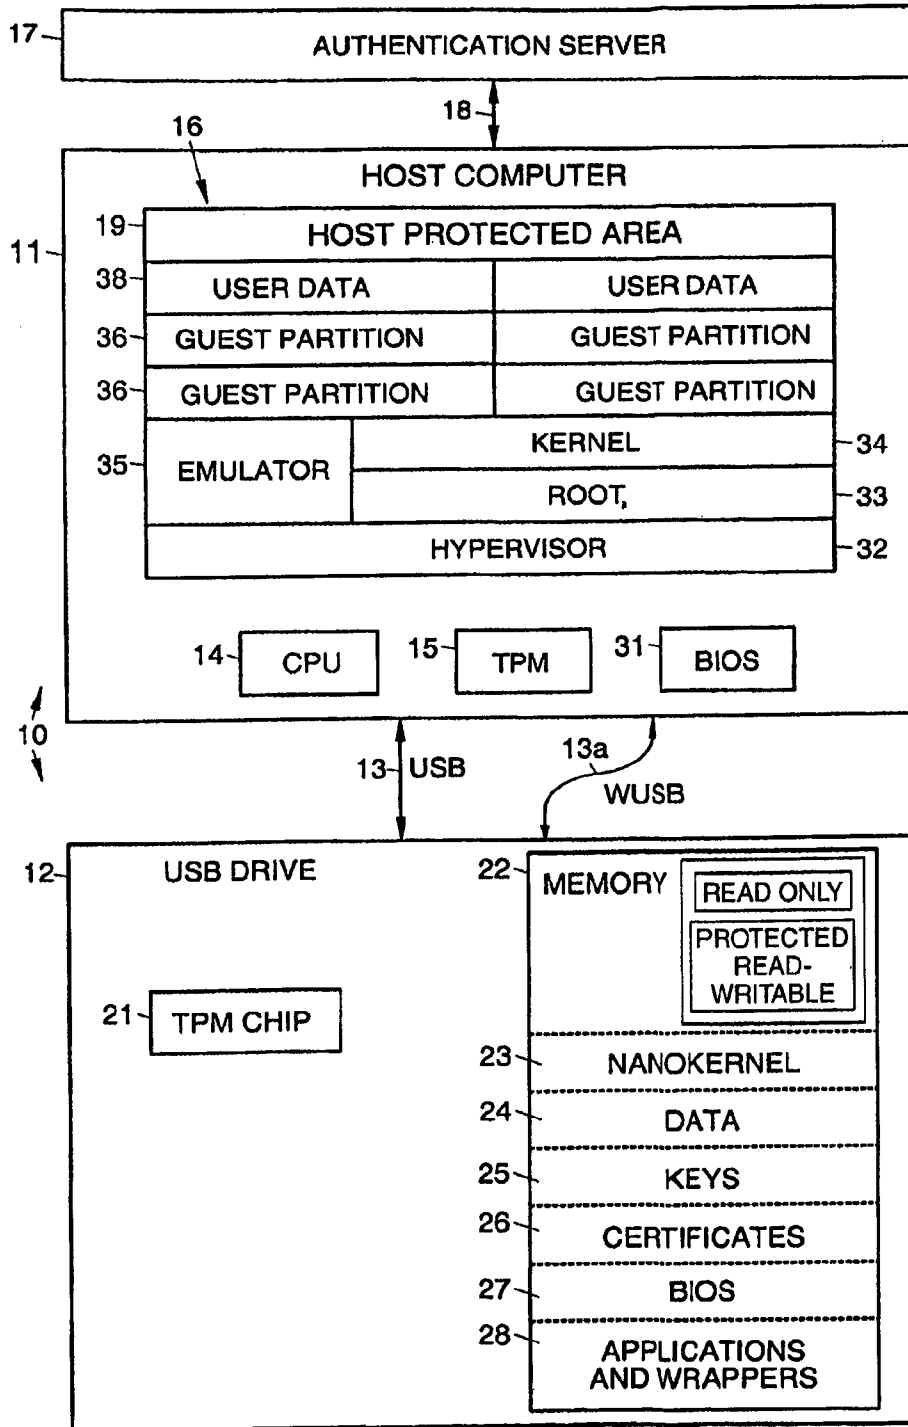 17 AUTHENTICATION SERVER
18
16
HOST COMPUTER
11
19 HOST PROTECTED AREA
38 USER DATA USER DATA
36 GUEST PARTITION GUEST PARTITION
36 GUEST PARTITION GUEST PARTITION
35 EMULATOR
KERNEL 34
ROOT, 33
HYPERVISOR 32
14 CPU
15 TPM
31 BIOS
10
13 USB
13a
WUSB
12 USB DRIVE
22 MEMORY
READ ONLY
PROTECTED
READ-
WRITABLE
21 TPM CHIP
23 NANOKERNEL
24 DATA
25 KEYS
26 CERTIFICATES
27 BIOS
28 APPLICATIONS
AND WRAPPERS